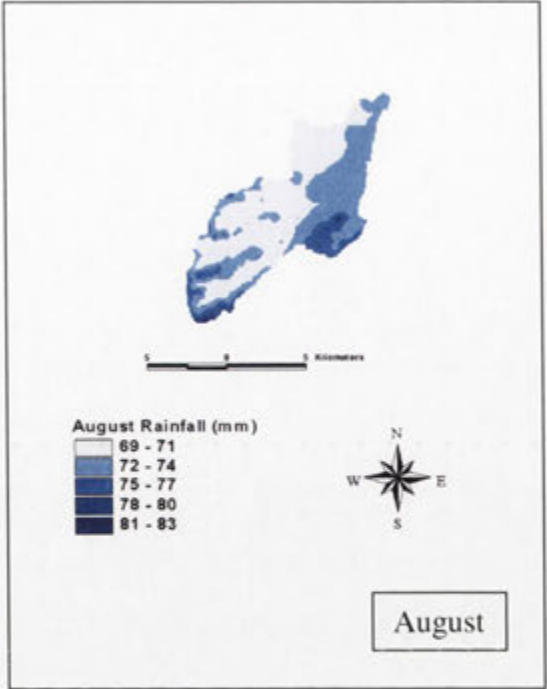 5 0 5 Kilometers
August Rainfall (mm)
69 - 71
72 - 74
75 - 77
78 - 80
81 - 83
N
W E
S
August